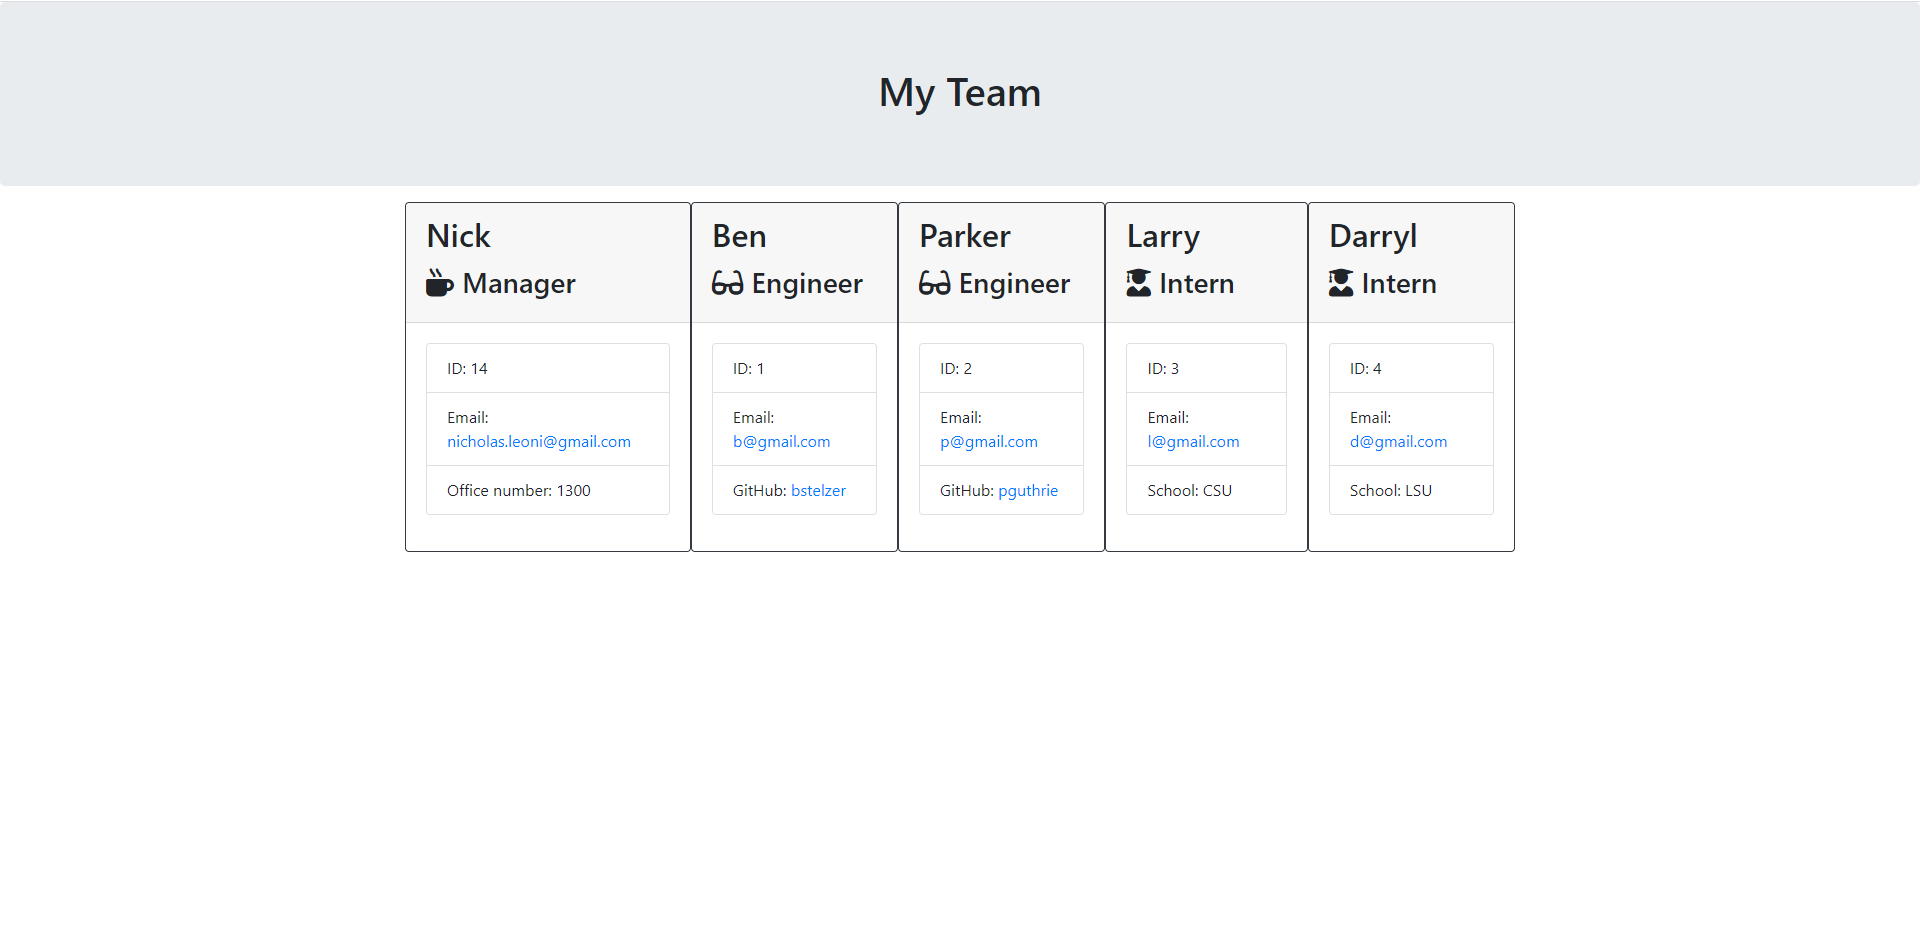 My Team
Nick
Manager
ID: 14
Email:
nicholas.leoni@gmail.com
Office number: 1300
Ben
Engineer
ID: 1
Email:
b@gmail.com
GitHub: bstelzer
Parker
Engineer
ID: 2
Email:
p@gmail.com
GitHub: pguthrie
Larry
Intern
ID: 3
Email:
l@gmail.com
School: CSU
Darryl
Intern
ID: 4
Email:
d@gmail.com
School: LSU